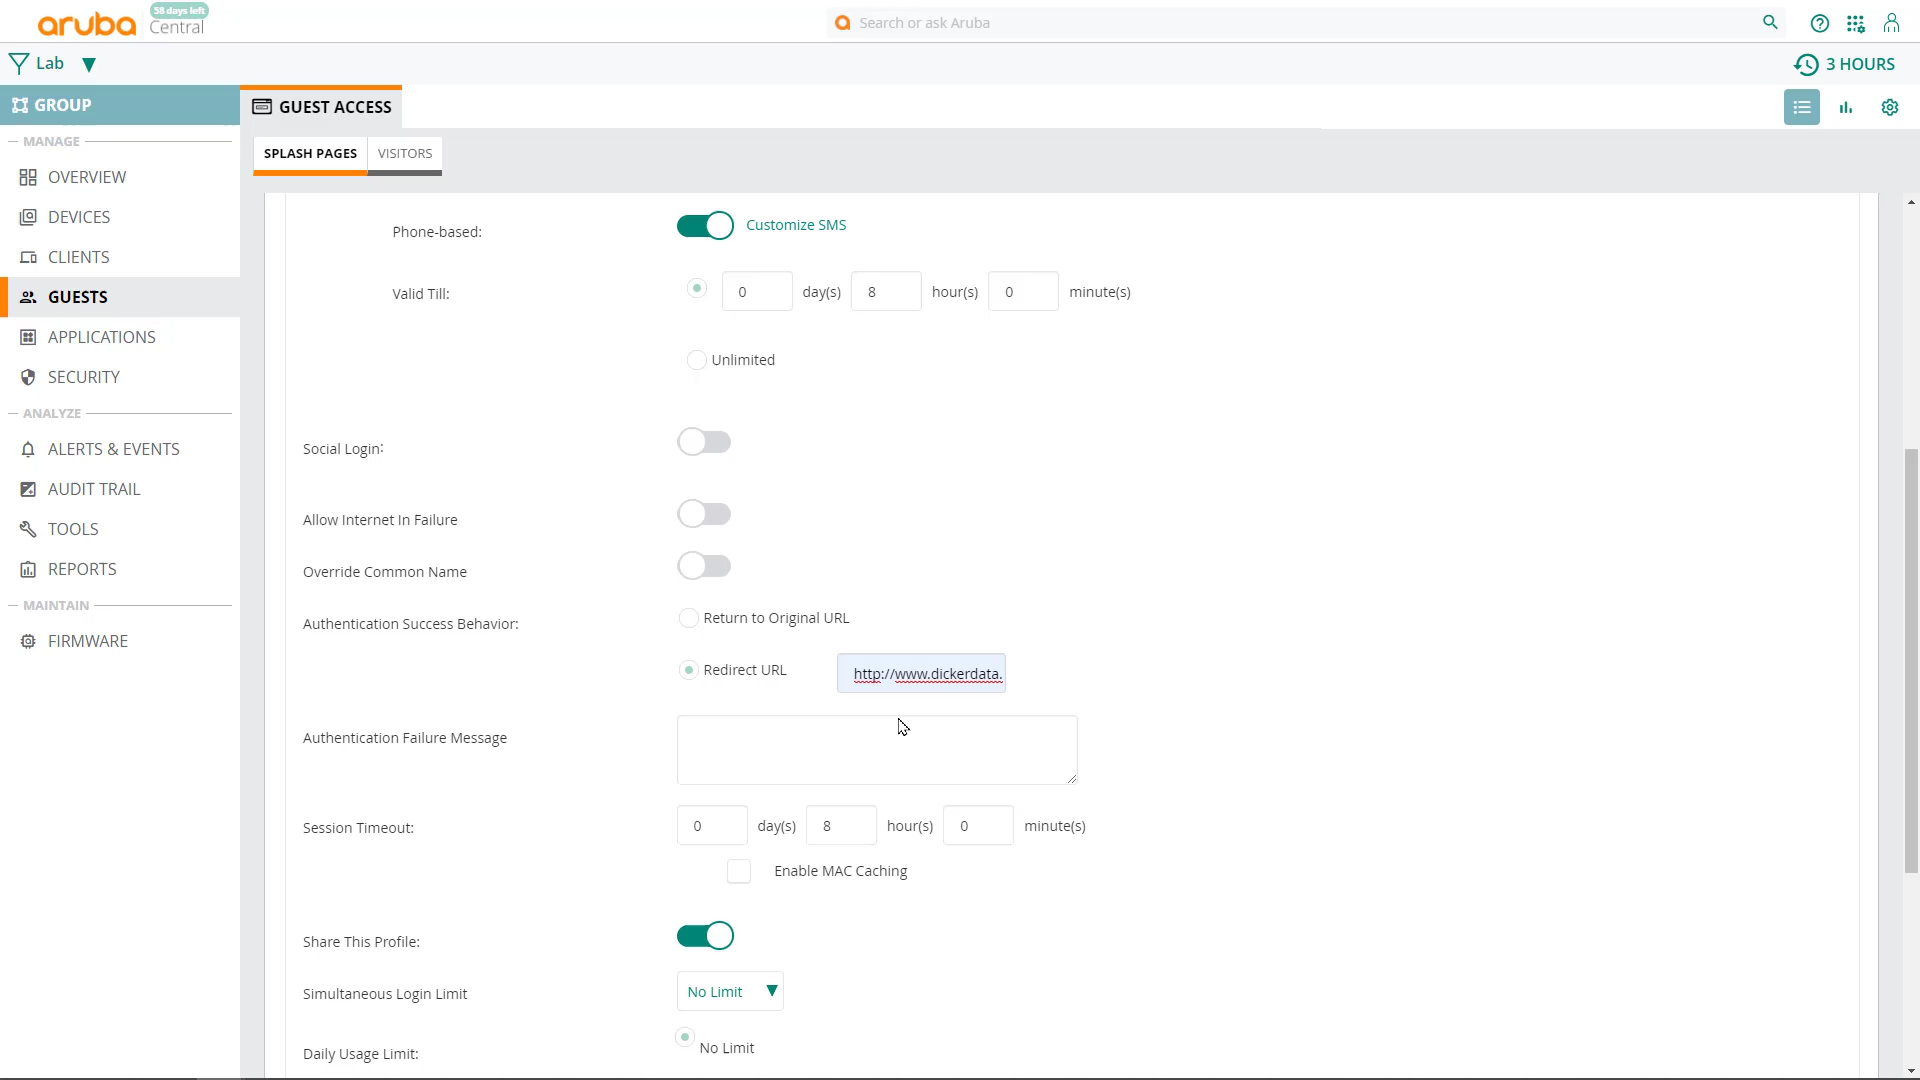 58 days left
aruba Central
Search or ask Aruba
Lab
3 HOURS
GROUP
GUEST ACCESS
MANAGE
SPLASH PAGES VISITORS
OVERVIEW
DEVICES
CLIENTS
GUESTS
APPLICATIONS
SECURITY
ANALYZE
ALERTS & EVENTS
AUDIT TRAIL
TOOLS
REPORTS
MAINTAIN
FIRMWARE
Phone-based: Customize SMS
Valid Till: 0 day(s) 8 hour(s) 0 minute(s)
Unlimited
Social Login:
Allow Internet In Failure
Override Common Name
Authentication Success Behavior: Return to Original URL
Redirect URL http://www.dickerdata.
Authentication Failure Message
Session Timeout: 0 day(s) 8 hour(s) 0 minute(s)
Enable MAC Caching
Share This Profile:
Simultaneous Login Limit No Limit
Daily Usage Limit: No Limit